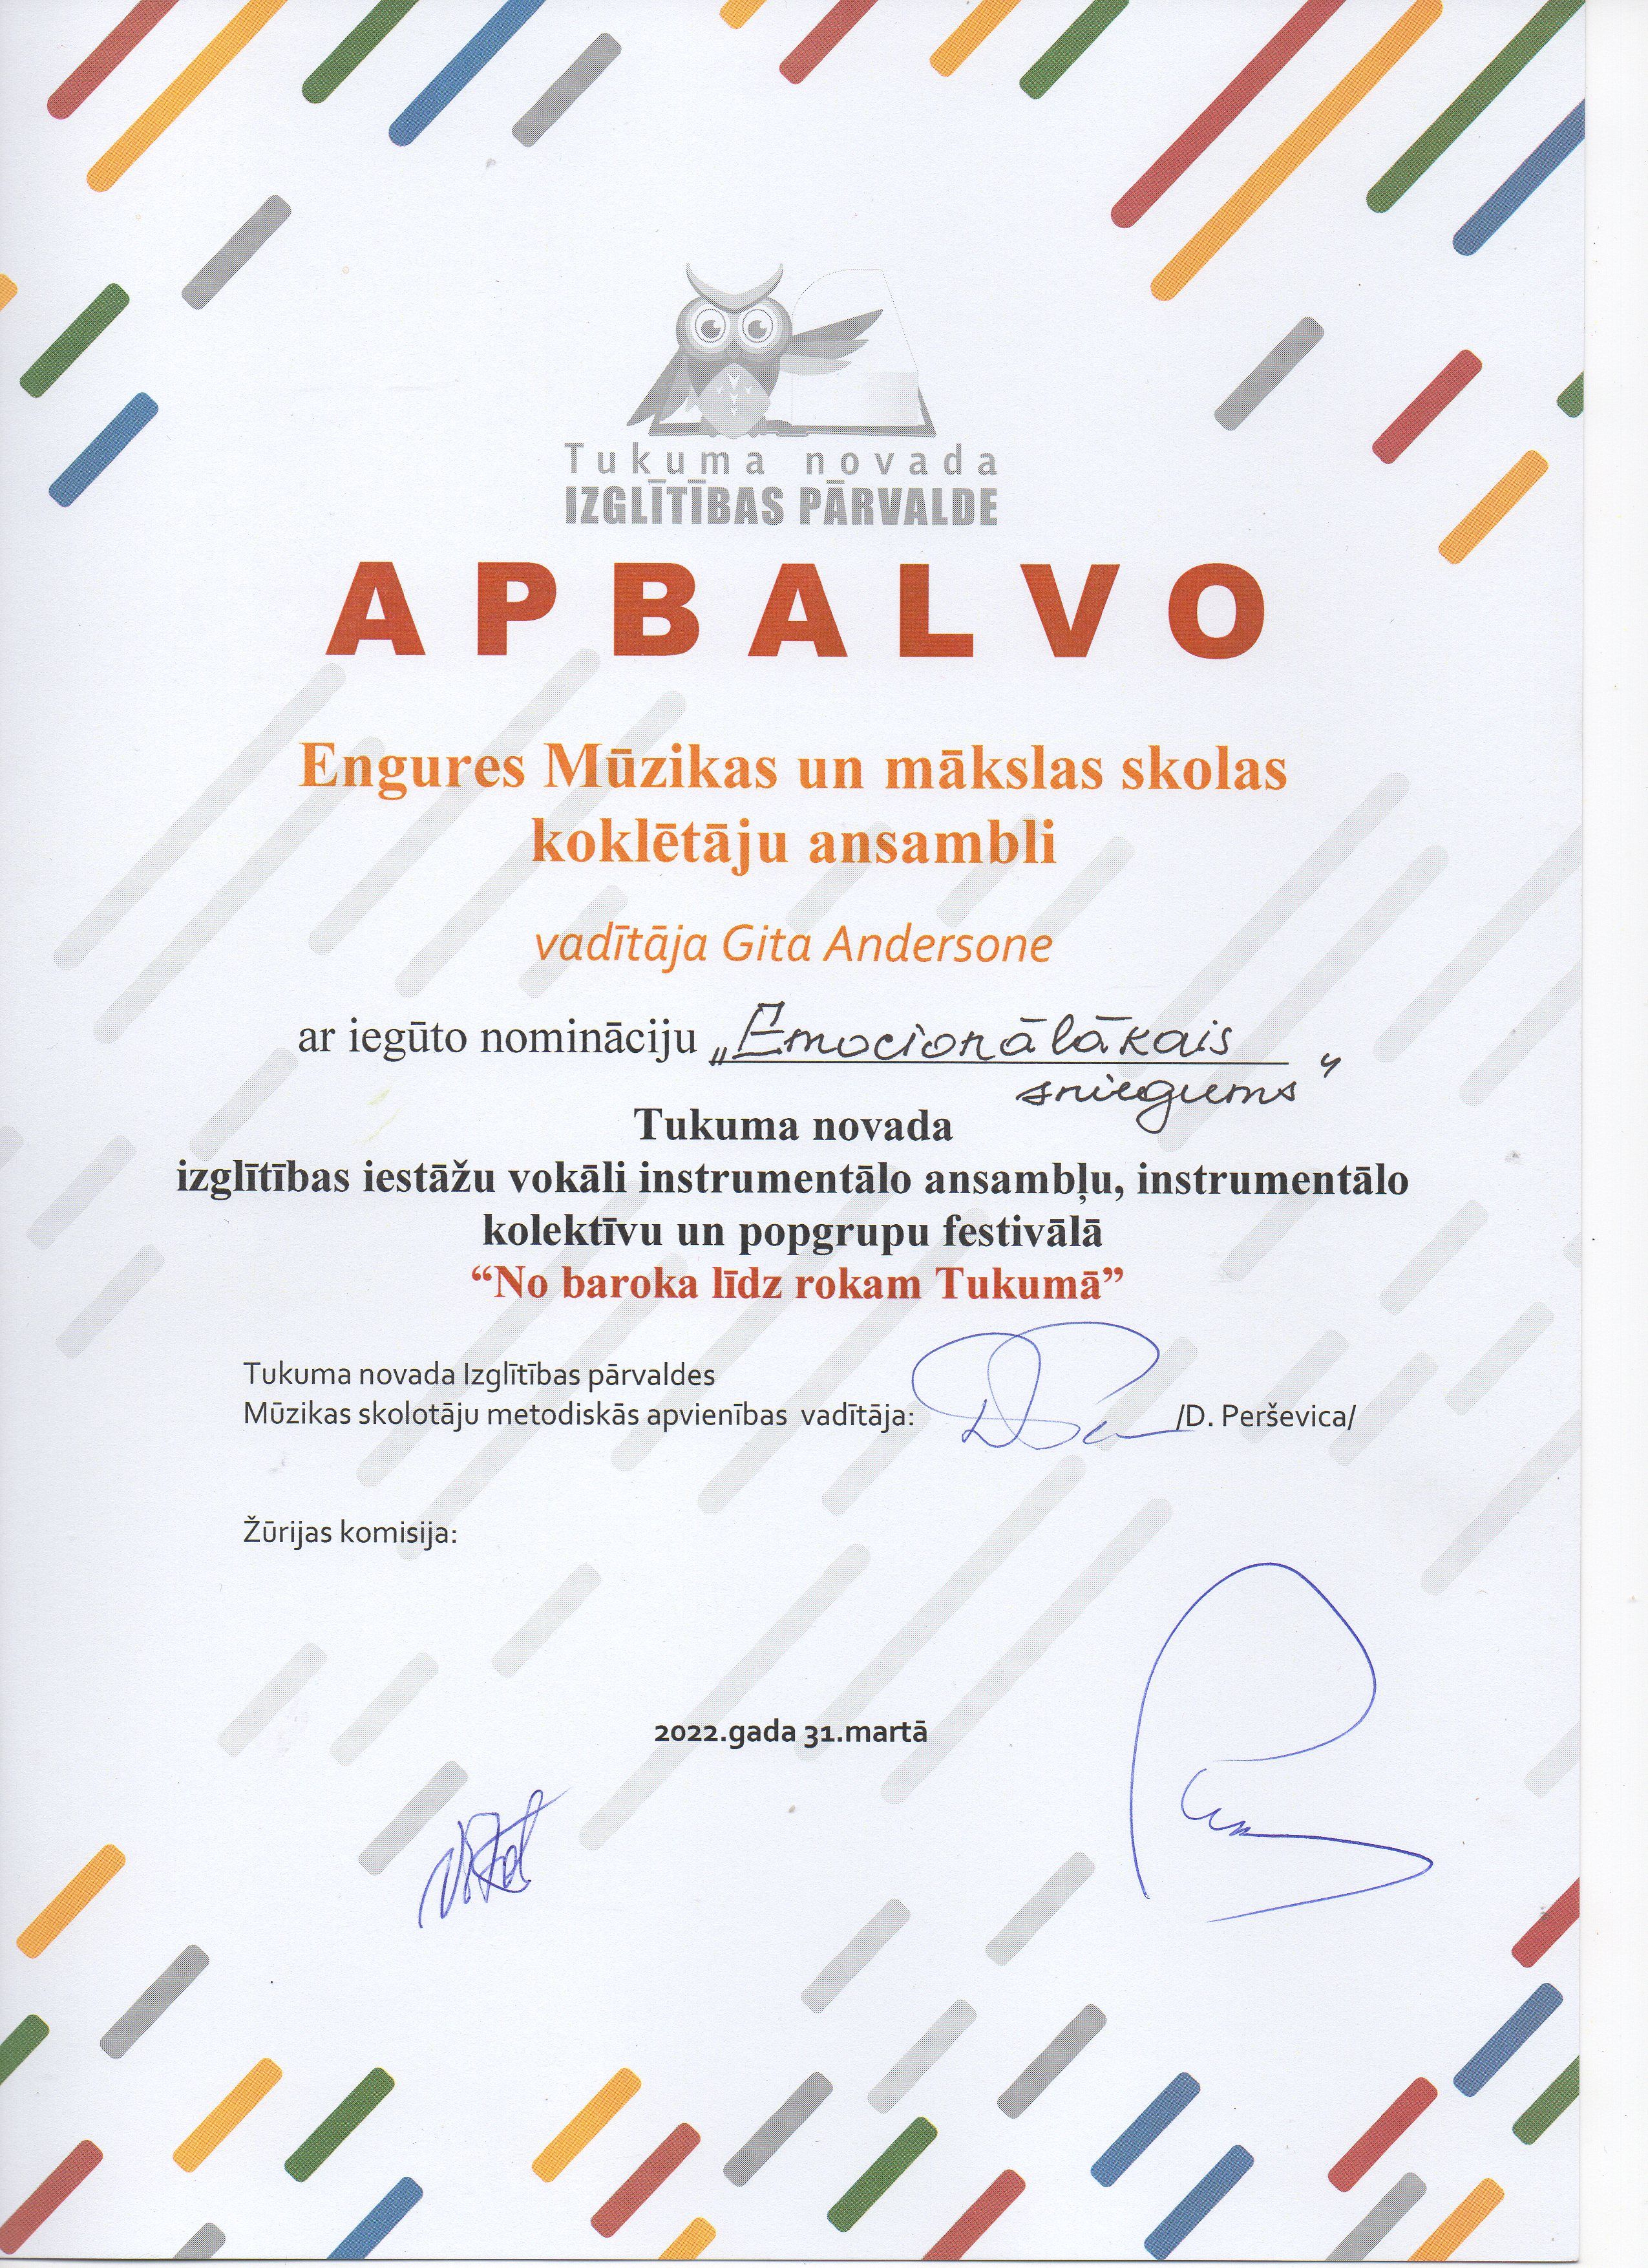 Tukuma novada
IZGLĪTĪBAS PĀRVALDE
APBALVO
Engures Mūzikas un mākslas skolas
koklētāju ansambli
vadītāja Gita Andersone
ar iegūto nomināciju „Emocionālākais
sniegums”
Tukuma novada
izglītības iestāžu vokāli instrumentālo ansambļu, instrumentālo
kolektīvu un popgrupu festivālā
“No baroka līdz rokam Tukumā”
Tukuma novada Izglītības pārvaldes
Mūzikas skolotāju metodiskās apvienības vadītāja: /D. Perševica/
Žūrijas komisija:
2022.gada 31.martā